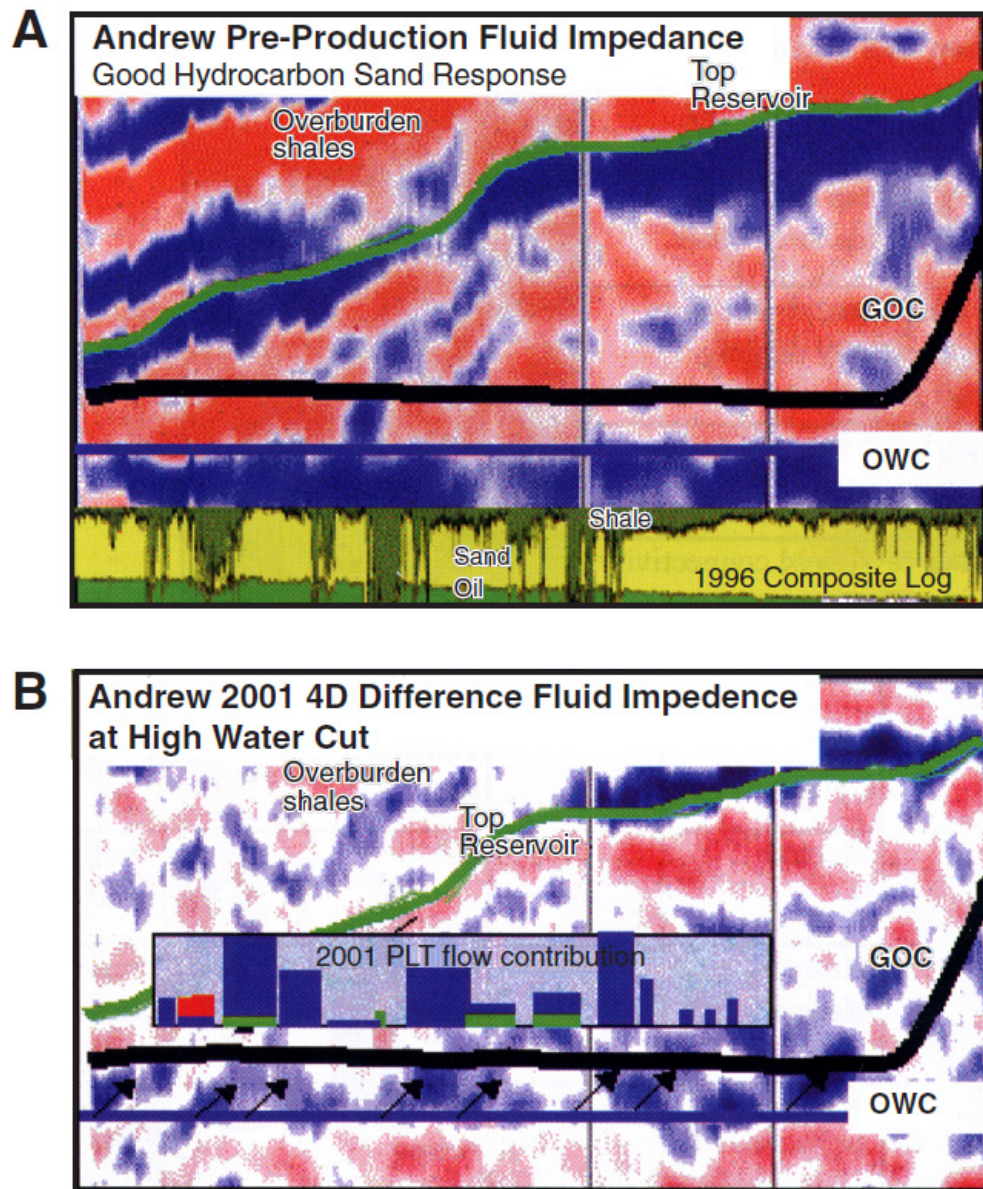 A
Andrew Pre-Production Fluid Impedance
Good Hydrocarbon Sand Response
Top
Reservoir
Overburden
shales
GOC
OWC
Shale
Sand
Oil
1996 Composite Log
B
Andrew 2001 4D Difference Fluid Impedence
at High Water Cut
Overburden
shales
Top
Reservoir
2001 PLT flow contribution
GOC
OWC